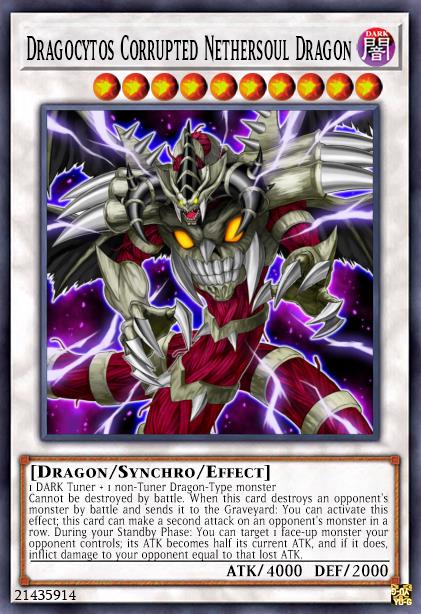 DRAGOCYTOS CORRUPTED NETHERSOUL DRAGON
DARK
闇
[DRAGON/SYNCHRO/EFFECT]
1 DARK Tuner + 1 non-Tuner Dragon-Type monster
Cannot be destroyed by battle. When this card destroys an opponent's
monster by battle and sends it to the Graveyard: You can activate this
effect; this card can make a second attack on an opponent's monster in a
row. During your Standby Phase: You can target 1 face-up monster your
opponent controls; its ATK becomes half its current ATK, and if it does,
inflict damage to your opponent equal to that lost ATK.
ATK/4000 DEF/2000
21435914